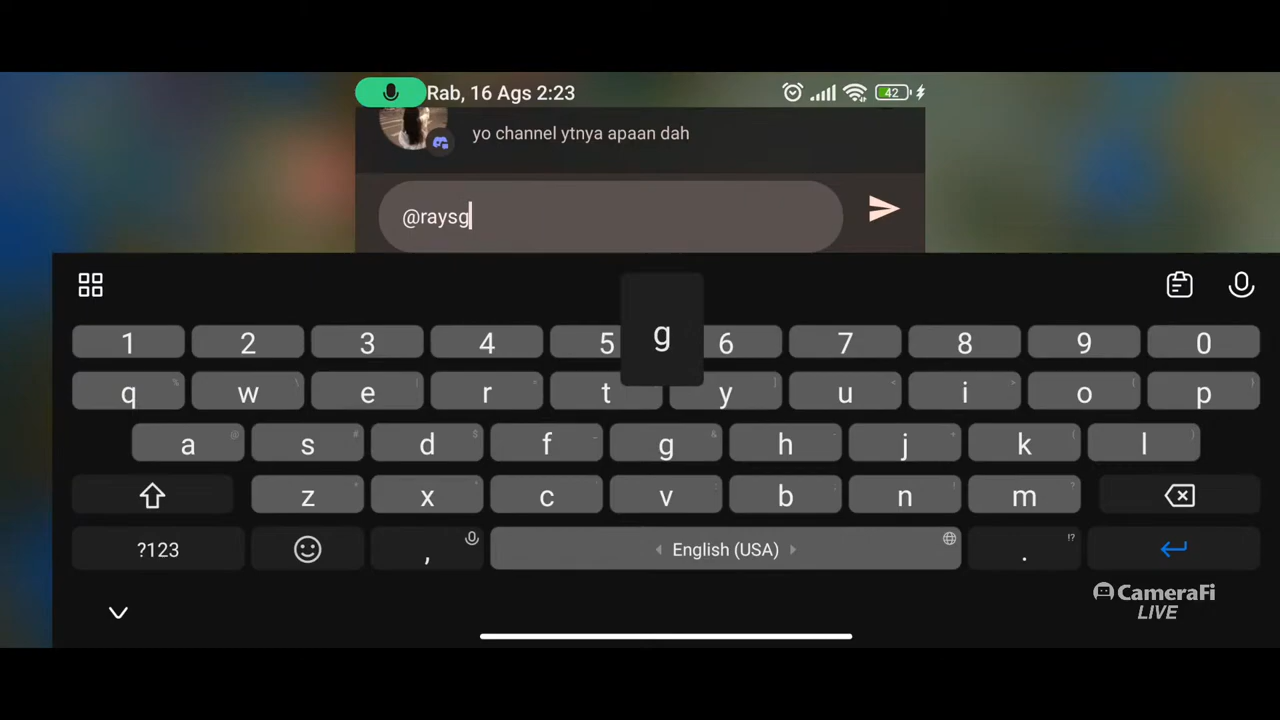 Rab, 16 Ags 2:23
42
yo channel ytnya apaan dah
@raysg
g
1 2 3 4 5 6 7 8 9 0
q w e r t y u i o p
a s d f g h j k l
z x c v b n m
?123 , English (USA) . !?
CameraFi
LIVE